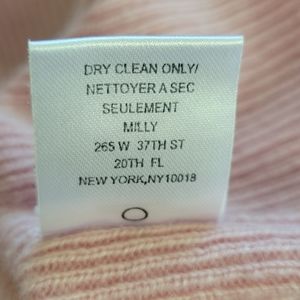 DRY CLEAN ONLY/
NETTOYER A SEC
SEULEMENT
MILLY
265 W 37TH ST
20TH FL
NEW YORK,NY10018